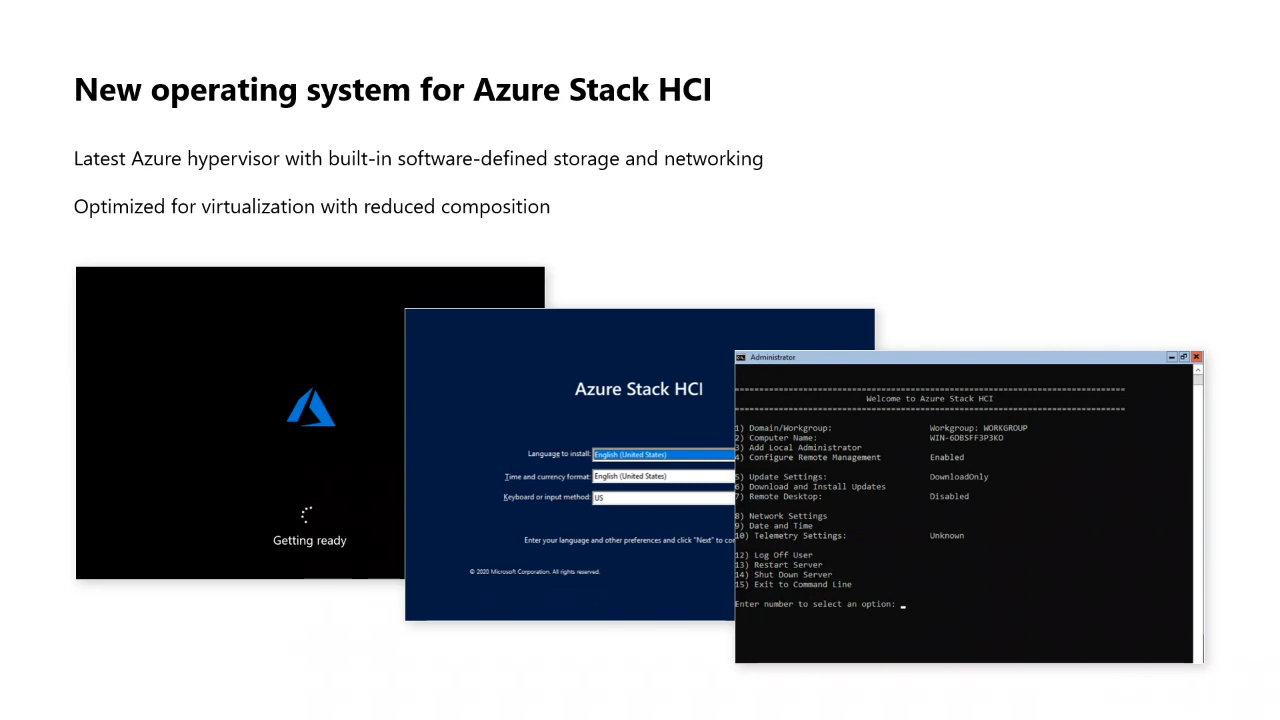 New operating system for Azure Stack HCI
Latest Azure hypervisor with built-in software-defined storage and networking
Optimized for virtualization with reduced composition
Getting ready
Azure Stack HCI
Language to install: English (United States)
Time and currency format: English (United States)
Keyboard or input method: US
Enter your language and other preferences and click "Next" to
© 2020 Microsoft Corporation. All rights reserved.
Administrator
Welcome to Azure Stack HCI
1) Domain/Workgroup: Workgroup: WORKGROUP
2) Computer Name: WIN-6DBSFF3P3KO
3) Add Local Administrator
4) Configure Remote Management Enabled
5) Update Settings: DownloadOnly
6) Download and Install Updates
7) Remote Desktop: Disabled
8) Network Settings
9) Date and Time
10) Telemetry Settings: Unknown
12) Log Off User
13) Restart Server
14) Shut Down Server
15) Exit to Command Line
Enter number to select an option: